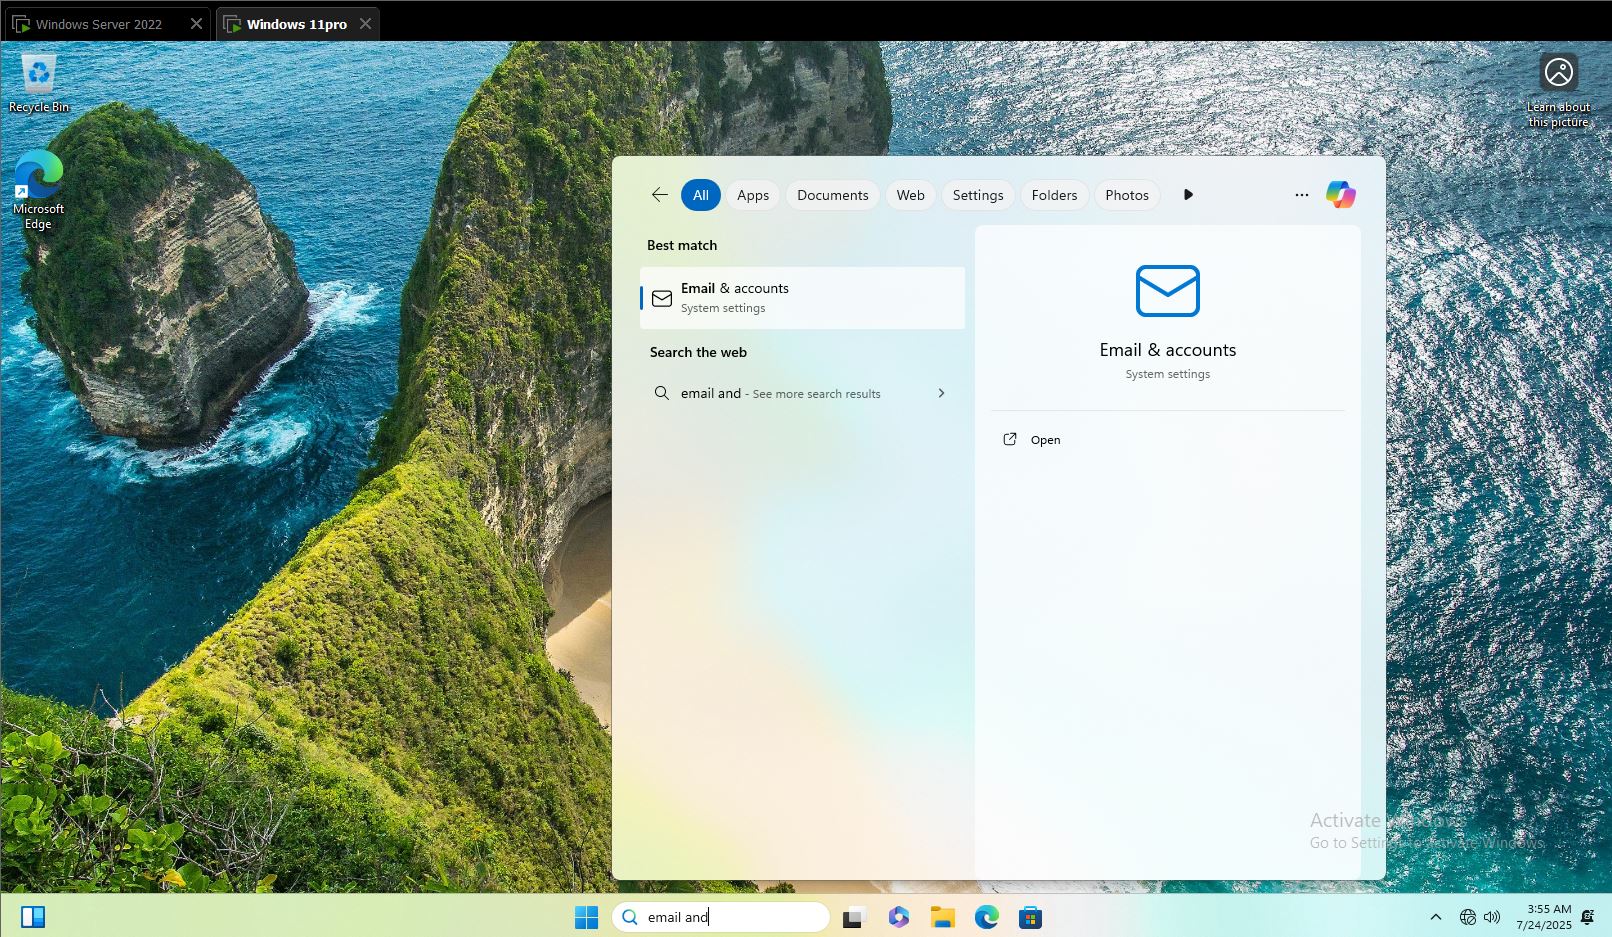 Windows Server 2022
Windows 11pro
Recycle Bin
Microsoft
Edge
Learn about
this picture
All
Apps
Documents
Web
Settings
Folders
Photos
Best match
Email & accounts
System settings
Search the web
email and - See more search results
Email & accounts
System settings
Open
Activate Windows
Go to Settings to activate Windows.
email and
3:55 AM
7/24/2025